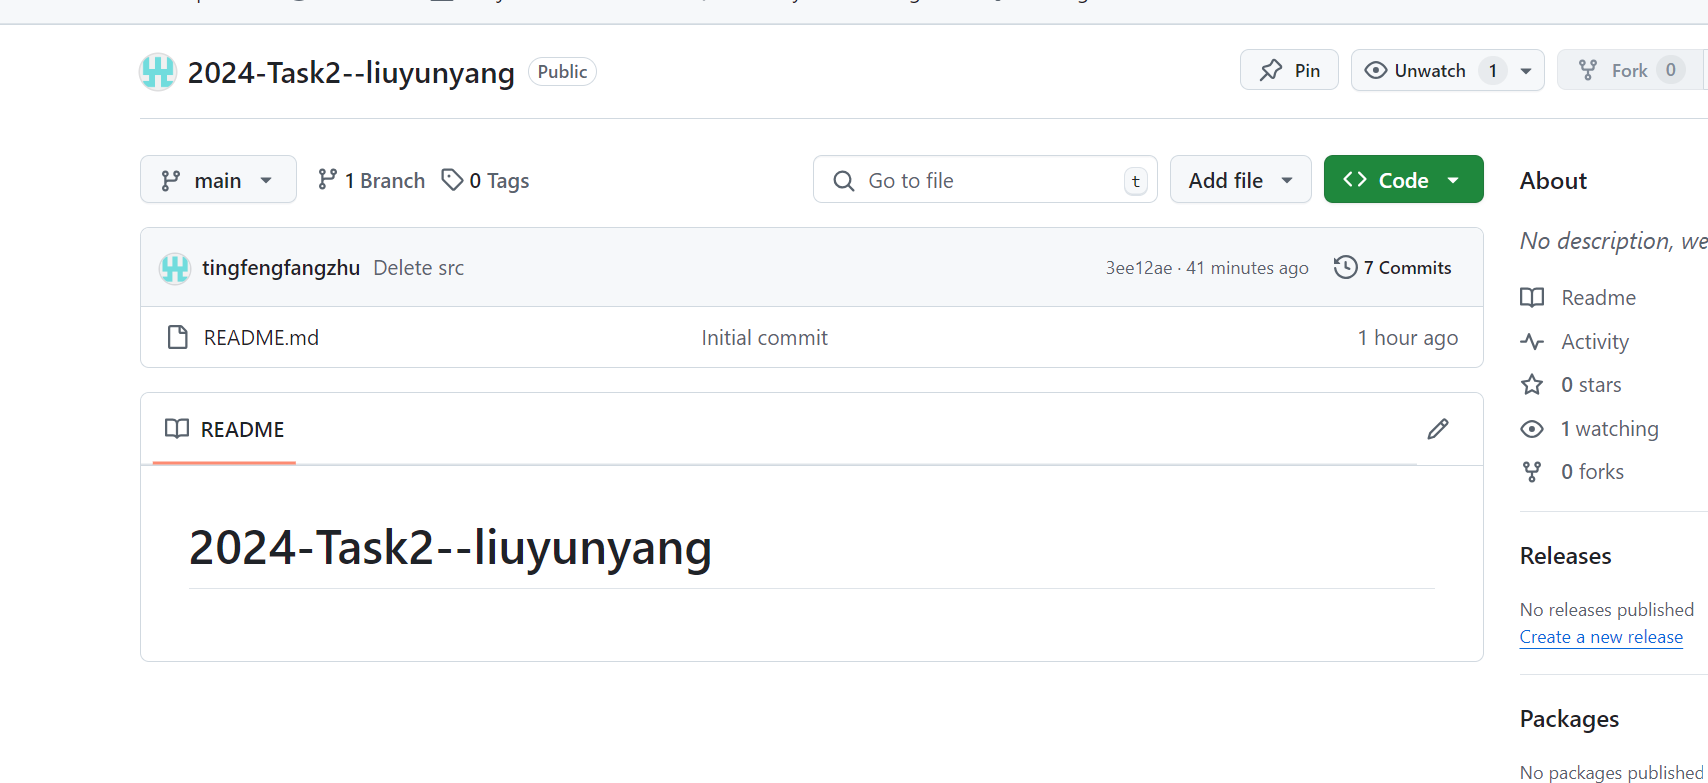 2024-Task2--liuyunyang Public Pin Unwatch 1 Fork 0
main 1 Branch 0 Tags Go to file t Add file Code About
No description, we
tingfengfangzhu Delete src 3ee12ae · 41 minutes ago 7 Commits
Readme
README.md Initial commit 1 hour ago
Activity
0 stars
README
1 watching
0 forks
2024-Task2--liuyunyang
Releases
No releases published
Create a new release
Packages
No packages published